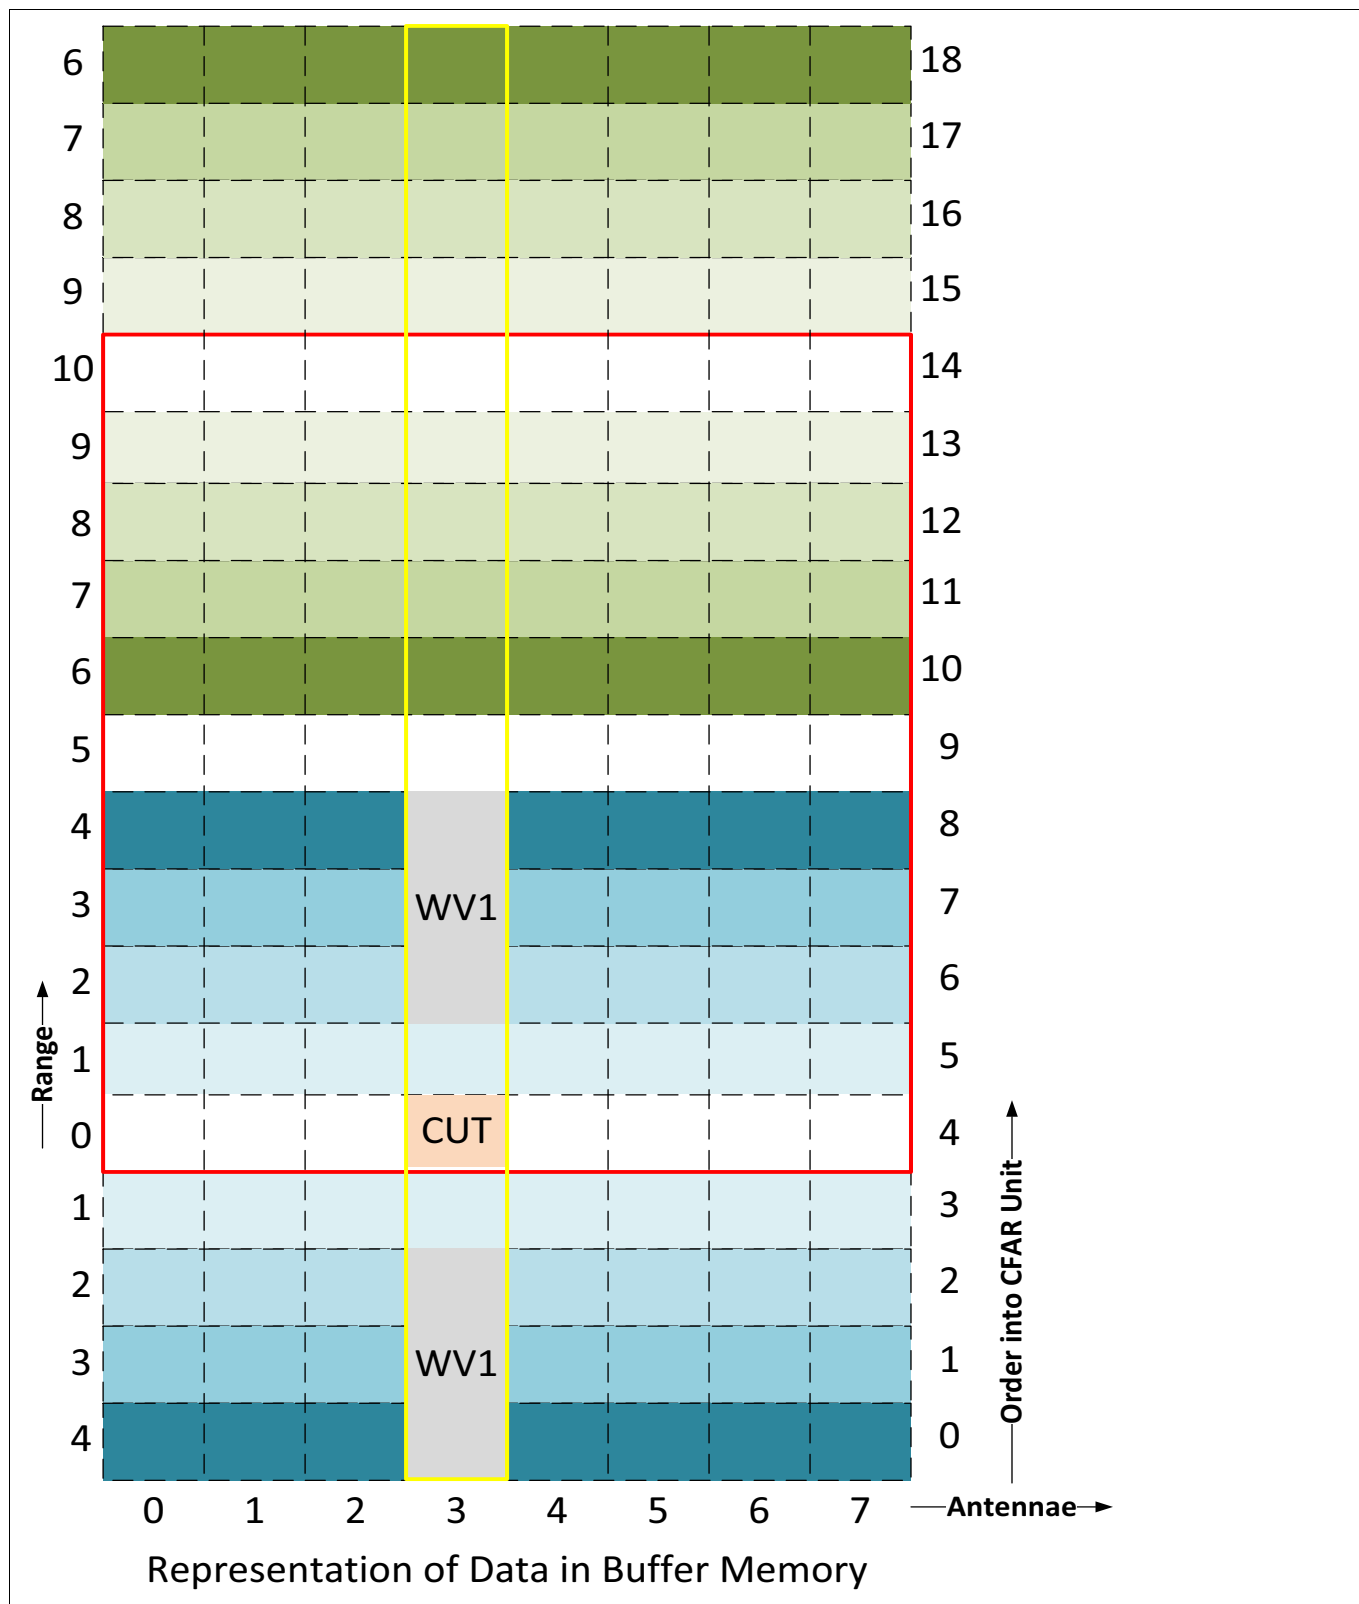 6 18
7 17
8 16
9 15
10 14
9 13
8 12
7 11
6 10
5 9
4 8
3 WV1 7
2 6
1 5
0 CUT 4
1 3
2 2
3 WV1 1
4 0
Range
Order into CFAR Unit
0 1 2 3 4 5 6 7 Antennae
Representation of Data in Buffer Memory